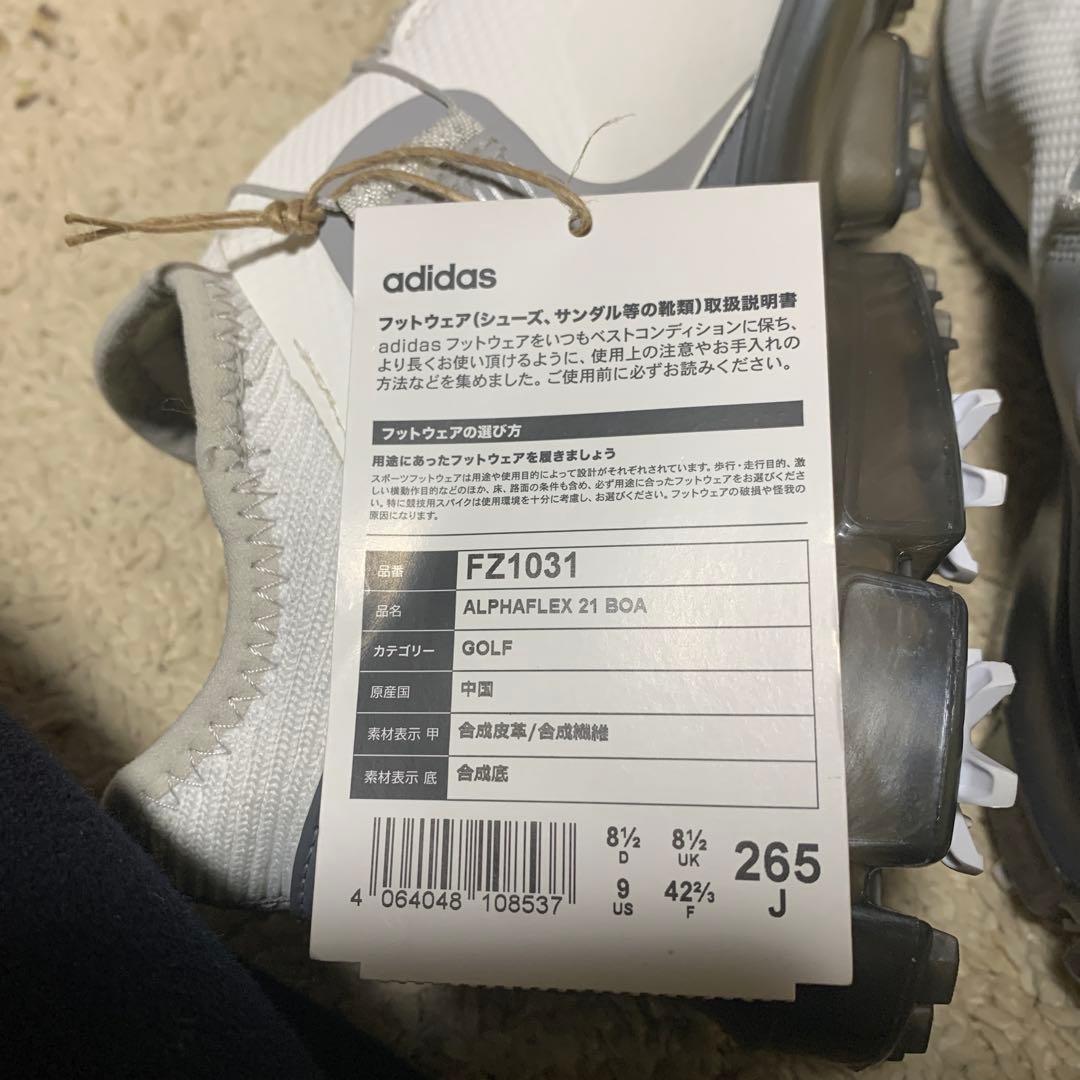 adidas
フットウェア(シューズ、サンダル等の靴類)取扱説明書
adidas フットウェアをいつもベストコンディションに保ち、
より長くお使い頂けるように、使用上の注意やお手入れの
方法などを集めました。ご使用前に必ずお読みください。
フットウェアの選び方
用途にあったフットウェアを履きましょう
スポーツフットウェアは用途や使用目的によって設計がそれぞれされています。歩行・走行目的、激
しい横動作目的などのほか、床、路面の条件も含め、必ず用途に合ったフットウェアをお選びくださ
い。特に競技用スパイクは使用環境を十分に考慮し、お選びください。フットウェアの破損や怪我の
原因になります。
品番 FZ1031
品名 ALPHAFLEX 21 BOA
カテゴリー GOLF
原産国 中国
素材表示 甲 合成皮革/合成繊維
素材表示 底 合成底
8½ 8½ 265
D UK J
9 42⅔
US F
4 064048 108537